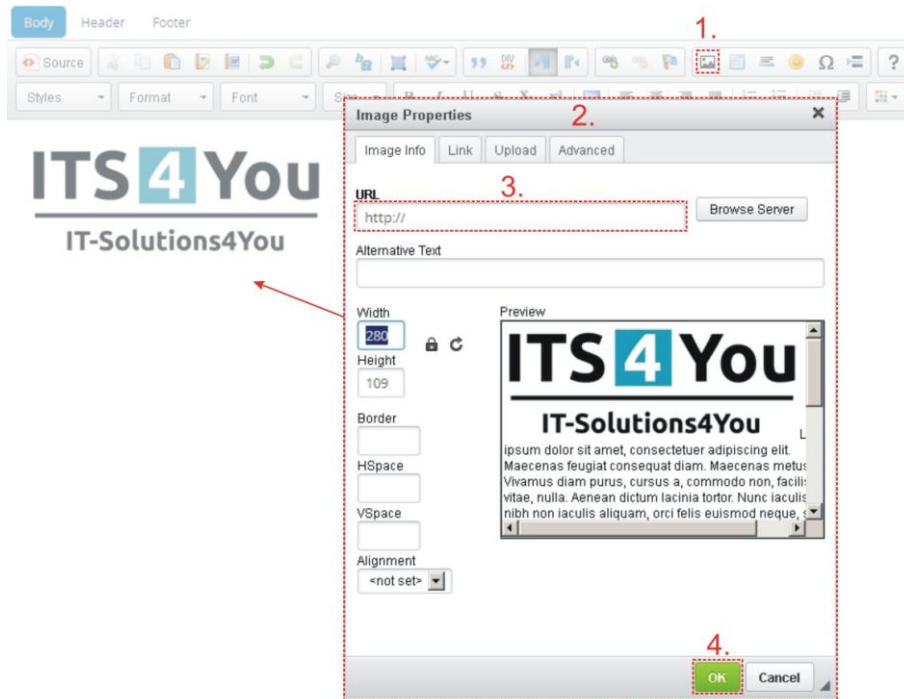 Body Header Footer
1.
Source
Styles Format Font
Image Properties 2.
Image Info Link Upload Advanced
ITS 4 You
IT-Solutions4You
URL 3.
http:// Browse Server
Alternative Text
Width Preview
280
Height
109
ITS 4 You
IT-Solutions4You
Border
L
ipsum dolor sit amet, consectetuer adipiscing elit.
HSpace
Maecenas feugiat consequat diam. Maecenas metus
Vivamus diam purus, cursus a, commodo non, facilis
vitae, nulla. Aenean dictum lacinia tortor. Nunc iaculis
VSpace
nibh non iaculis aliquam, orci felis euismod neque, s
Alignment
<not set>
4.
OK Cancel